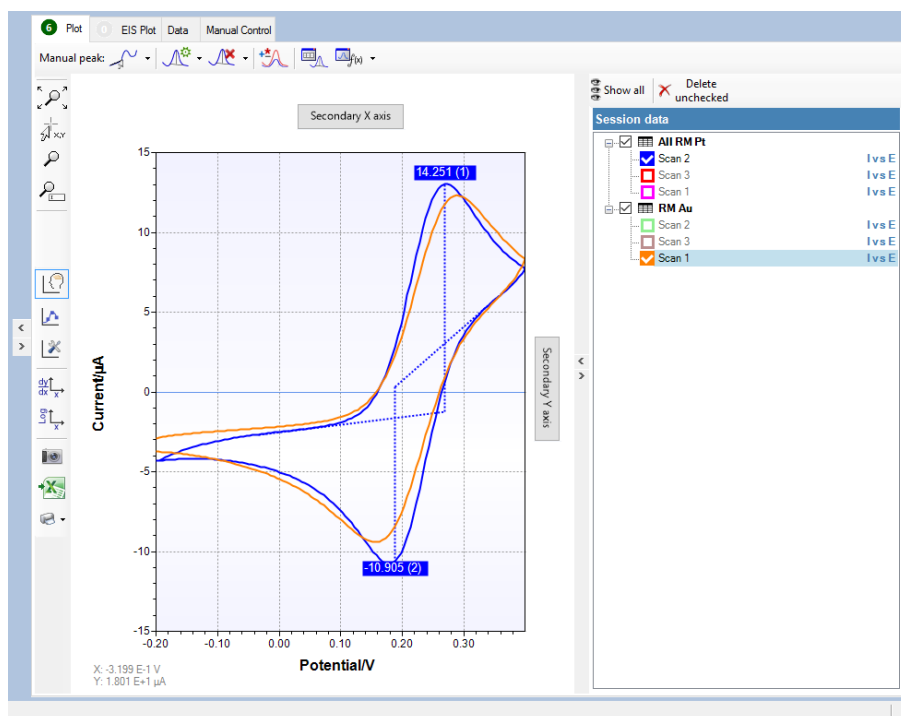 6 Plot 0 EIS Plot Data Manual Control
Manual peak:
f(x)
Show all
Delete unchecked
x,y
Secondary X axis
Session data
All RM Pt
Scan 2 I vs E
Scan 3 I vs E
Scan 1 I vs E
RM Au
Scan 2 I vs E
Scan 3 I vs E
Scan 1 I vs E
14.251 (1)
-10.905 (2)
15
10
5
0
-5
-10
-15
-0.20 -0.10 0.00 0.10 0.20 0.30
Current/µA
Potential/V
Secondary Y axis
dy
dx x
Log
x
X: -3.199 E-1 V
Y: 1.801 E+1 µA